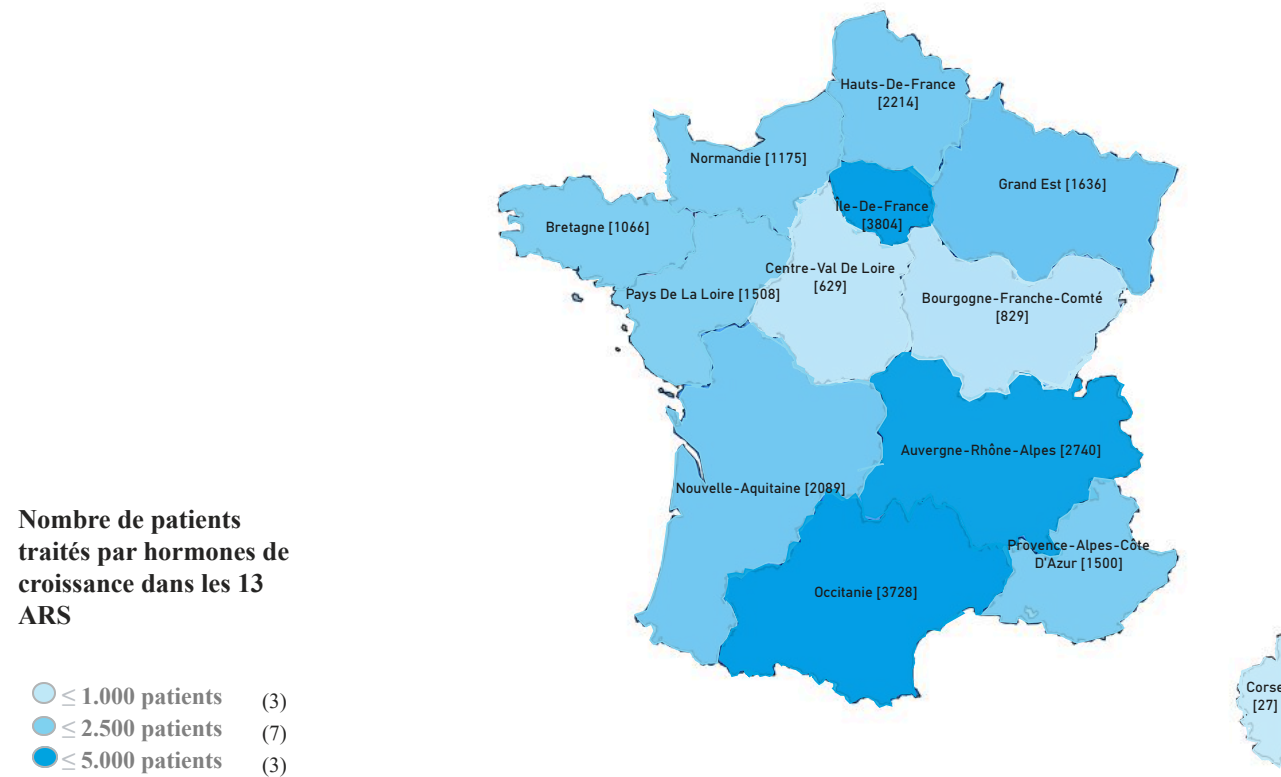 Hauts-De-France
[2214]
Normandie [1175]
Grand Est [1636]
Île-De-France
[3804]
Bretagne [1066]
Centre-Val De Loire
[629]
Pays De La Loire [1508]
Bourgogne-Franche-Comté
[829]
Auvergne-Rhône-Alpes [2740]
Nouvelle-Aquitaine [2089]
Provence-Alpes-Côte
D'Azur [1500]
Occitanie [3728]
Corse
[27]
Nombre de patients
traités par hormones de
croissance dans les 13
ARS
≤ 1.000 patients (3)
≤ 2.500 patients (7)
≤ 5.000 patients (3)